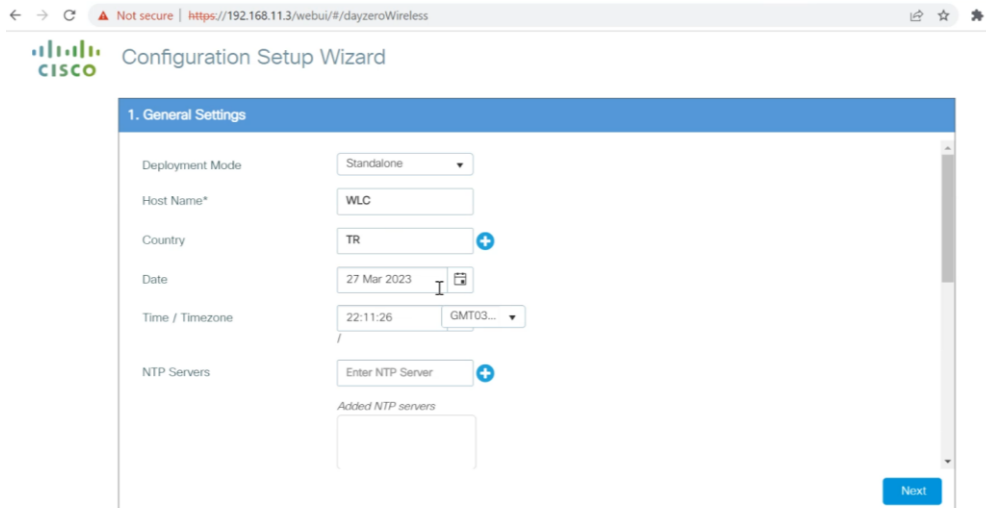 Not secure | https://192.168.11.3/webui/#/dayzeroWireless
CISCO Configuration Setup Wizard
1. General Settings
Deployment Mode Standalone
Host Name* WLC
Country TR
Date 27 Mar 2023
Time / Timezone 22:11:26 GMT03...
/
NTP Servers Enter NTP Server
Added NTP servers
Next